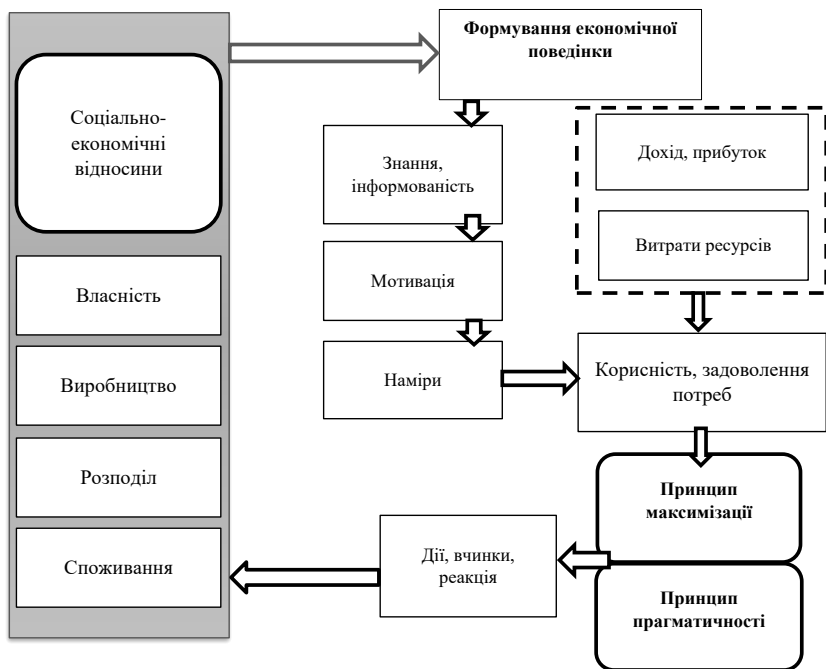 Формування економічної
поведінки
Соціально-
економічні
відносини
Знання,
інформованість
Дохід, прибуток
Витрати ресурсів
Власність
Мотивація
Виробництво
Наміри
Корисність, задоволення
потреб
Розподіл
Принцип
максимізації
Споживання
Дії, вчинки,
реакція
Принцип
прагматичності